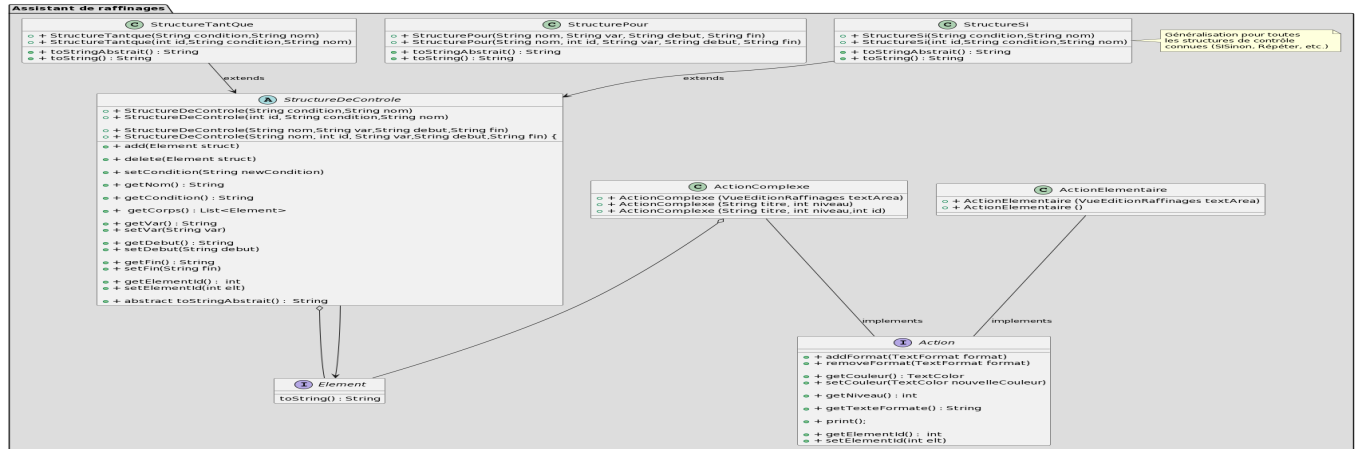 Assistant de raffinages
C StructureTantQue
+ StructureTantque(String condition,String nom)
+ StructureTantque(int id,String condition,String nom)
+ toStringAbstrait() : String
+ toString() : String
C StructurePour
+ StructurePour(String nom, String var, String debut, String fin)
+ StructurePour(String nom, int id, String var, String debut, String fin)
+ toStringAbstrait() : String
+ toString() : String
C StructureSi
+ StructureSi(String condition,String nom)
+ StructureSi(int id,String condition,String nom)
+ toStringAbstrait() : String
+ toString() : String
Généralisation pour toutes
les structures de contrôle
connues (SiSinon, Répéter, etc.)
extends
extends
A StructureDeControle
+ StructureDeControle(String condition,String nom)
+ StructureDeControle(int id, String condition,String nom)
+ StructureDeControle(String nom,String var,String debut,String fin)
+ StructureDeControle(String nom, int id, String var,String debut,String fin) {
+ add(Element struct)
+ delete(Element struct)
+ setCondition(String newCondition)
+ getNom() : String
+ getCondition() : String
+ getCorps() : List<Element>
+ getVar() : String
+ setVar(String var)
+ getDebut() : String
+ setDebut(String debut)
+ getFin() : String
+ setFin(String fin)
+ getElementId() : int
+ setElementId(int elt)
+ abstract toStringAbstrait() : String
C ActionComplexe
+ ActionComplexe (VueEditionRaffinages textArea)
+ ActionComplexe (String titre, int niveau)
+ ActionComplexe (String titre, int niveau,int id)
C ActionElementaire
+ ActionElementaire (VueEditionRaffinages textArea)
+ ActionElementaire ()
implements
implements
I Element
toString() : String
I Action
+ addFormat(TextFormat format)
+ removeFormat(TextFormat format)
+ getCouleur() : TextColor
+ setCouleur(TextColor nouvelleCouleur)
+ getNiveau() : int
+ getTexteFormate() : String
+ print();
+ getElementId() : int
+ setElementId(int elt)